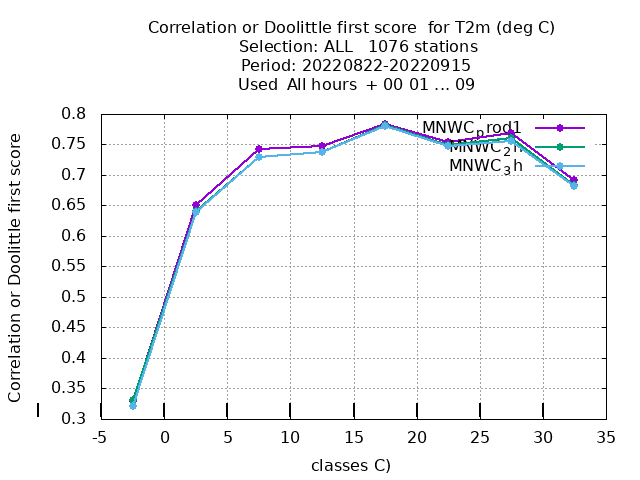 Correlation or Doolittle first score  for T2m (deg C)
Selection: ALL   1076 stations
Period: 20220822-20220915
Used  All hours  + 00 01 ... 09
Correlation or Doolittle first score
0.8
0.75
0.7
0.65
0.6
0.55
0.5
0.45
0.4
0.35
0.3
MNWCprod1
MNWC2h
MNWC3h
-5 0 5 10 15 20 25 30 35
classes C)